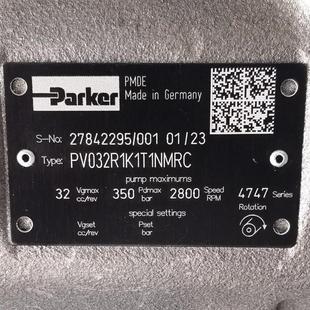 PMDE
Parker Made in Germany
S-No: 27842295/001 01/23
Type: PV032R1K1T1NMRC
pump maximums
32 Vgmax cc/rev 350 Pdmax bar 2800 Speed RPM 4747 Series
special settings Rotation
Vgset cc/rev Pset bar